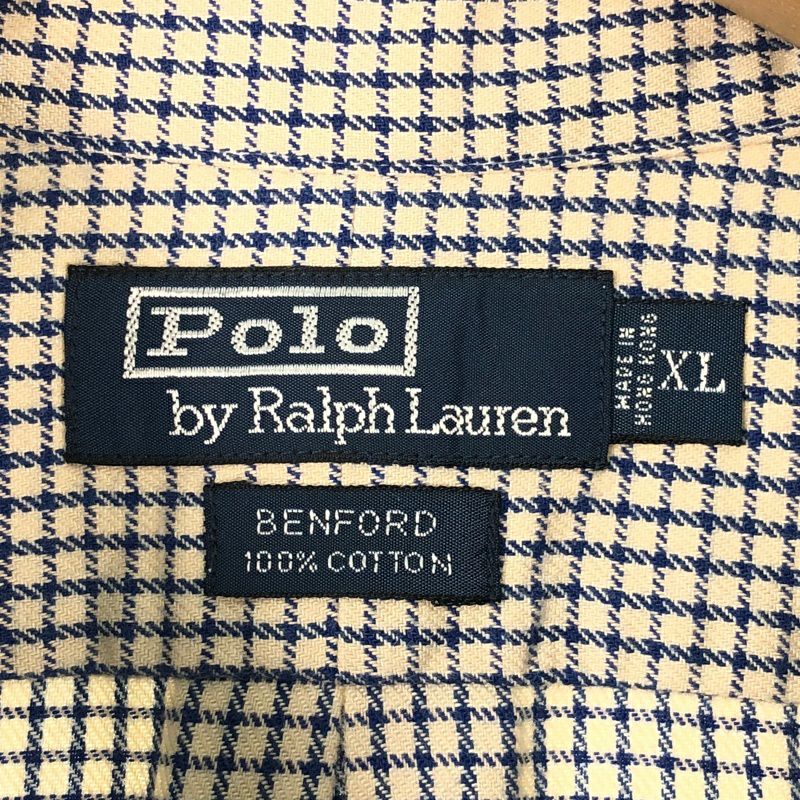 Polo
by Ralph Lauren
MADE IN
HONG KONG
XL
BENFORD
100% COTTON